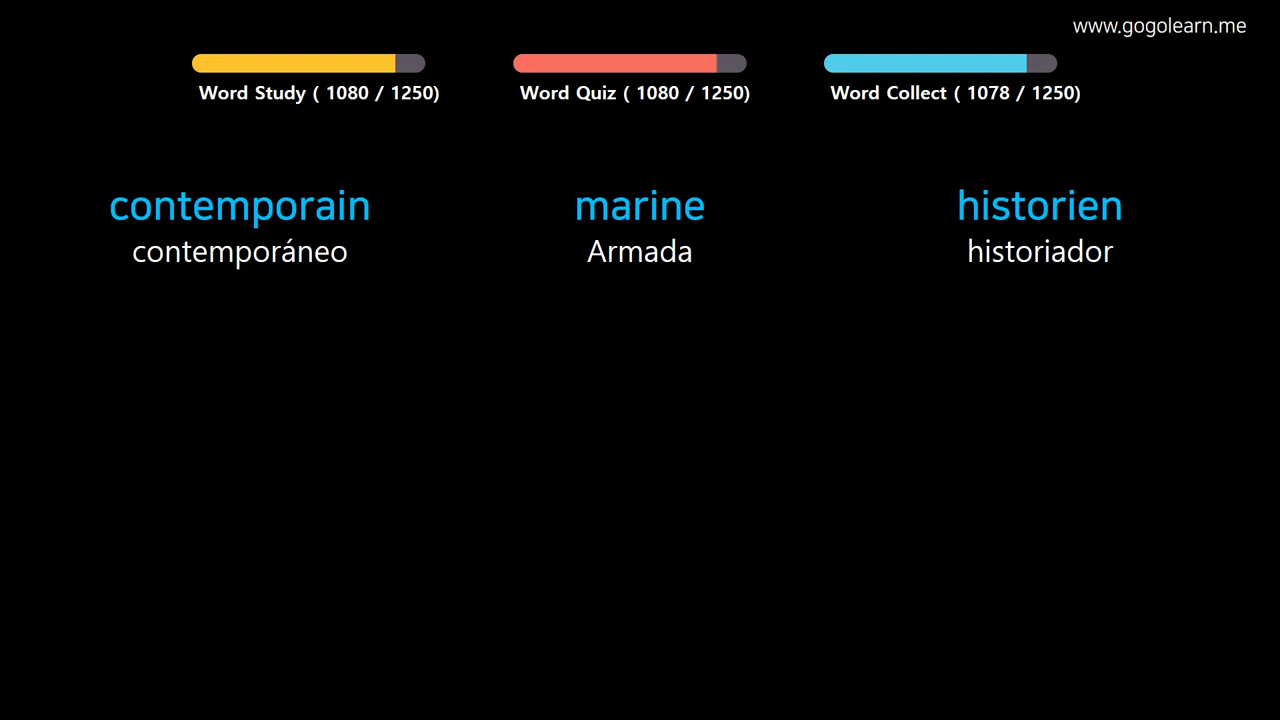 www.gogolearn.me
Word Study ( 1080 / 1250)
Word Quiz ( 1080 / 1250)
Word Collect ( 1078 / 1250)
contemporain
contemporáneo
marine
Armada
historien
historiador